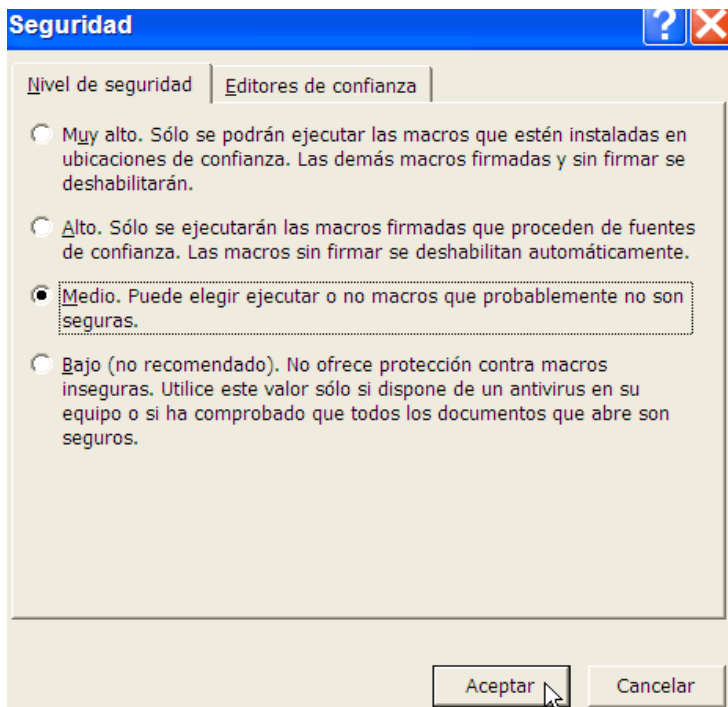 Seguridad
Nivel de seguridad
Editores de confianza
Muy alto. Sólo se podrán ejecutar las macros que estén instaladas en
ubicaciones de confianza. Las demás macros firmadas y sin firmar se
deshabilitarán.
Alto. Sólo se ejecutarán las macros firmadas que proceden de fuentes
de confianza. Las macros sin firmar se deshabilitan automáticamente.
Medio. Puede elegir ejecutar o no macros que probablemente no son
seguras.
Bajo (no recomendado). No ofrece protección contra macros
inseguras. Utilice este valor sólo si dispone de un antivirus en su
equipo o si ha comprobado que todos los documentos que abre son
seguros.
Aceptar
Cancelar